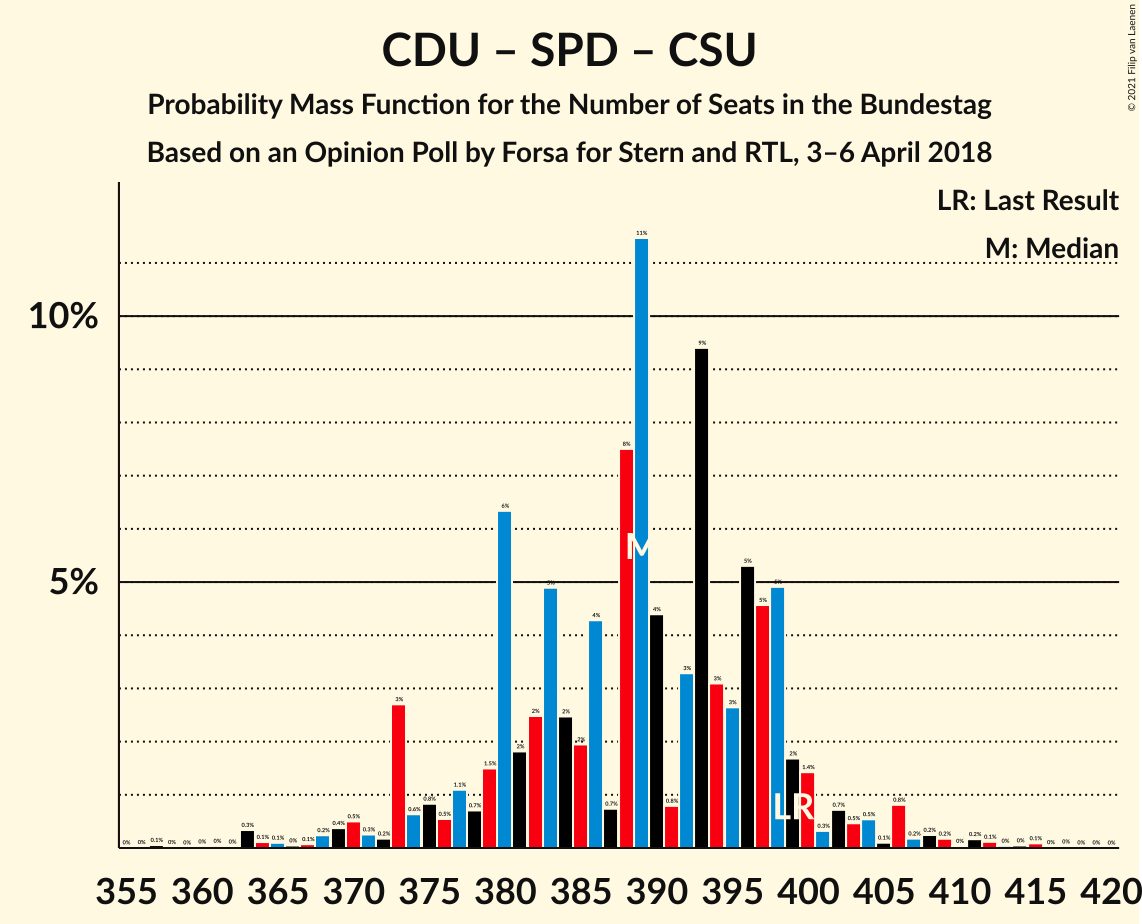 CDU – SPD – CSU
Probability Mass Function for the Number of Seats in the Bundestag
Based on an Opinion Poll by Forsa for Stern and RTL, 3–6 April 2018
© 2021 Filip van Laenen
LR: Last Result
M: Median
10%
5%
0% 0% 0.1% 0% 0% 0% 0% 0% 0.3% 0.1% 0.1% 0% 0.1% 0.2% 0.4% 0.5% 0.3% 0.2% 3% 0.6% 0.8% 0.5% 1.1% 0.7% 1.5% 6% 2% 2% 5% 2% 2% 4% 0.7% 8% 11% 4% 0.8% 3% 9% 3% 3% 5% 5% 5% 2% 1.4% 0.3% 0.7% 0.5% 0.5% 0.1% 0.8% 0.2% 0.2% 0.2% 0% 0.2% 0.1% 0% 0% 0.1% 0% 0% 0% 0% 0%
M
LR
355 360 365 370 375 380 385 390 395 400 405 410 415 420